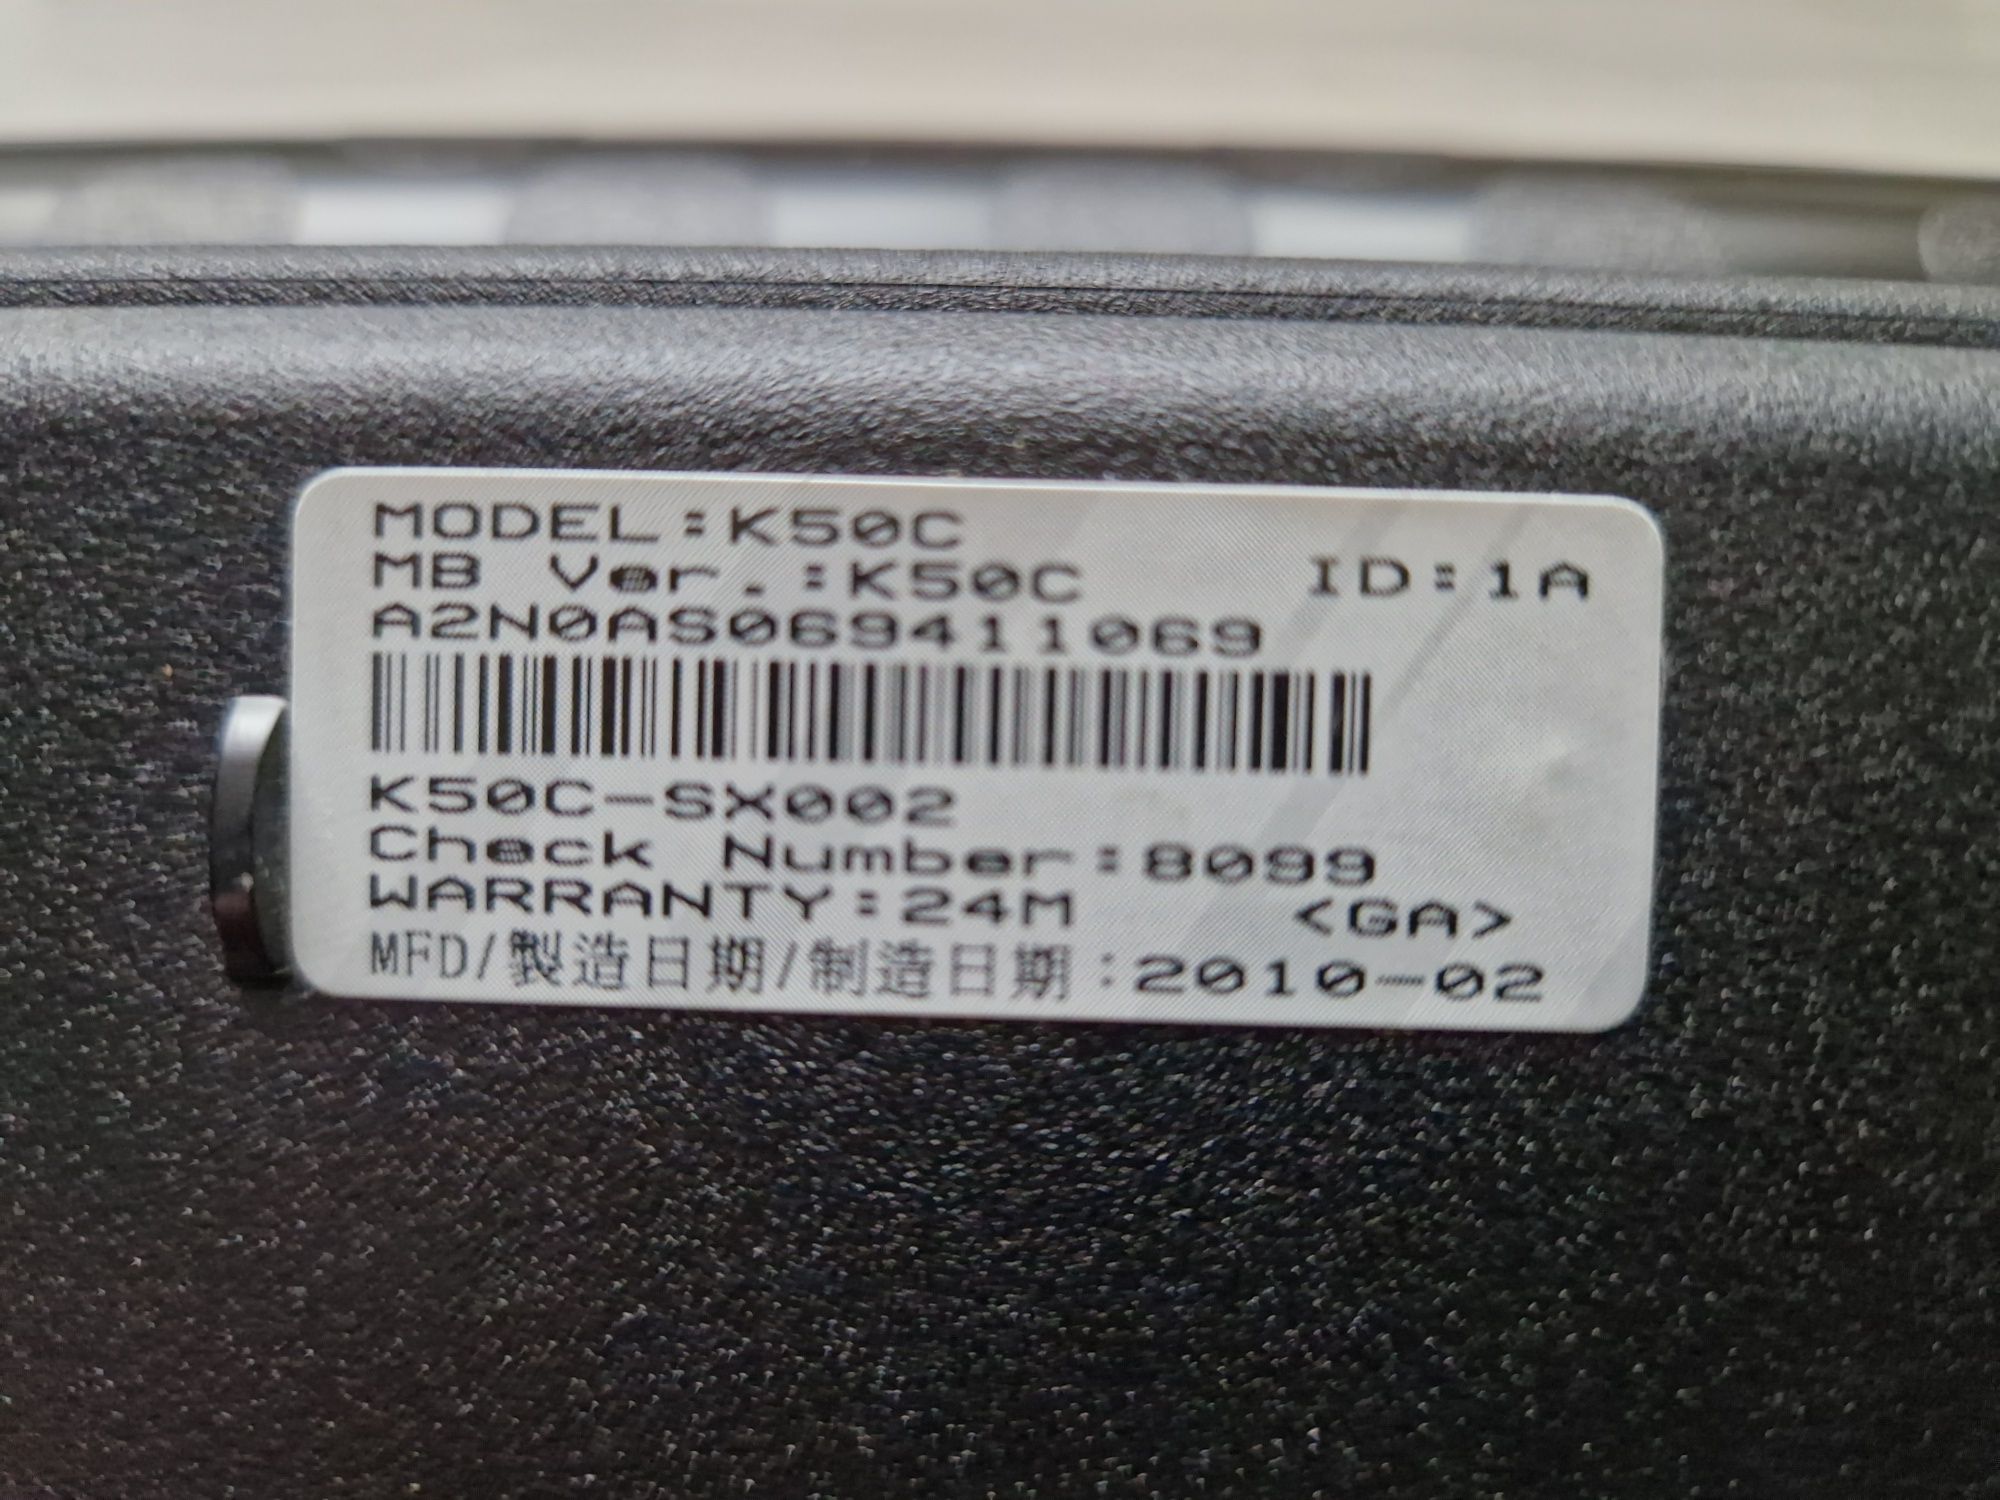 MODEL:K50C
MB Ver.:K50C ID:1A
A2N0AS069411069
K50C-SX002
Check Number:8099
WARRANTY:24M <GA>
MFD/製造日期/制造日期:2010-02